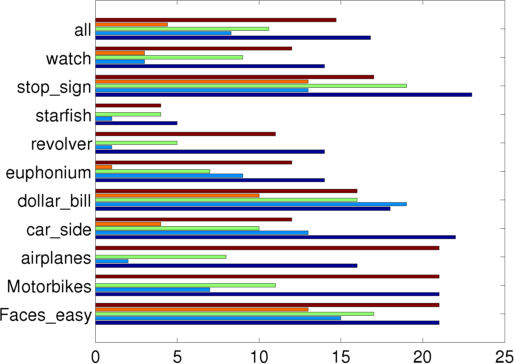 all
watch
stop_sign
starfish
revolver
euphonium
dollar_bill
car_side
airplanes
Motorbikes
Faces_easy
0 5 10 15 20 25